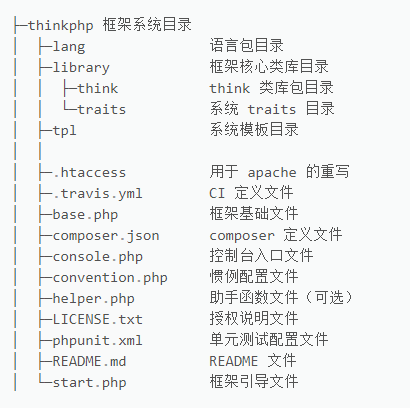 ├─thinkphp 框架系统目录
│  ├─lang               语言包目录
│  ├─library            框架核心类库目录
│  │  ├─think           think 类库包目录
│  │  └─traits          系统 traits 目录
│  ├─tpl                系统模板目录
│  │
│  ├─.htaccess          用于 apache 的重写
│  ├─.travis.yml        CI 定义文件
│  ├─base.php           框架基础文件
│  ├─composer.json      composer 定义文件
│  ├─console.php        控制台入口文件
│  ├─convention.php     惯例配置文件
│  ├─helper.php         助手函数文件（可选）
│  ├─LICENSE.txt        授权说明文件
│  ├─phpunit.xml        单元测试配置文件
│  ├─README.md          README 文件
│  └─start.php          框架引导文件